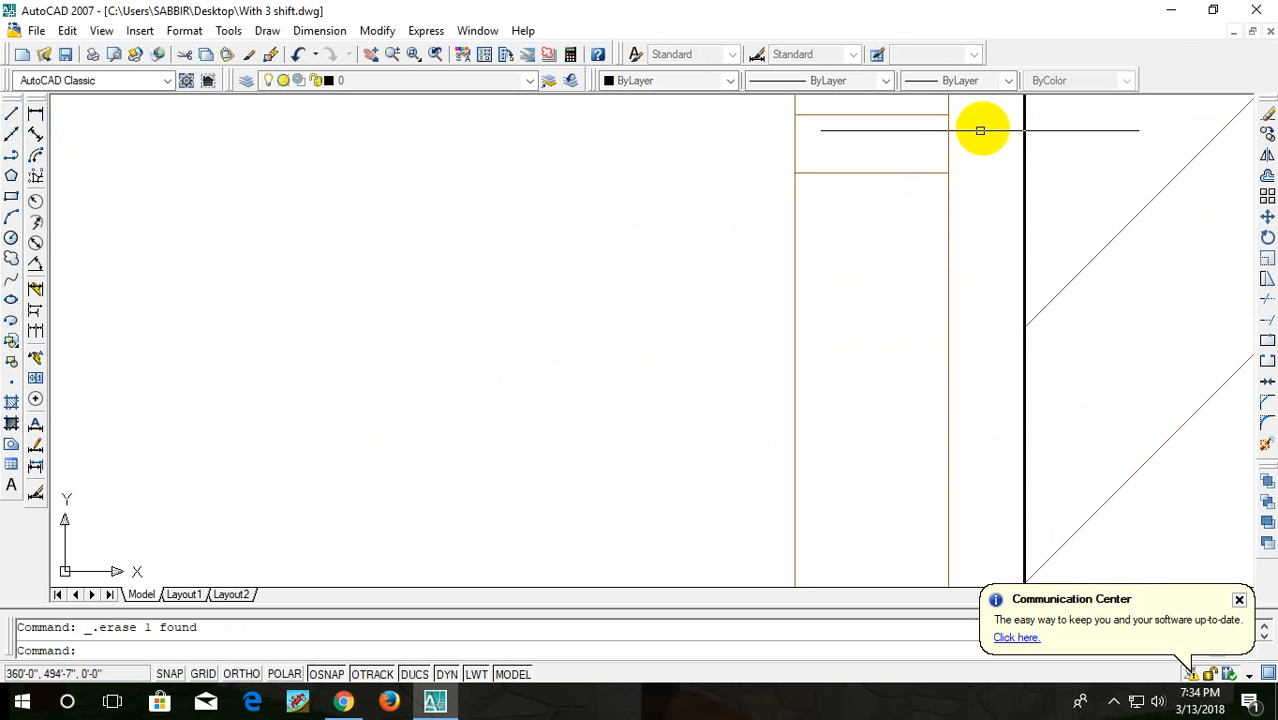 AutoCAD 2007 - [C:\Users\SABBIR\Desktop\With 3 shift.dwg]
File Edit View Insert Format Tools Draw Dimension Modify Express Window Help
Standard Standard
AutoCAD Classic 0 ByLayer ByLayer ByLayer ByColor
A
Y
X
Model Layout1 Layout2
Command: _.erase 1 found
Command:
Communication Center
The easy way to keep you and your software up-to-date.
Click here.
360'-0", 494'-7", 0'-0" SNAP GRID ORTHO POLAR OSNAP OTRACK DUCS DYN LWT MODEL
7:34 PM
3/13/2018
1